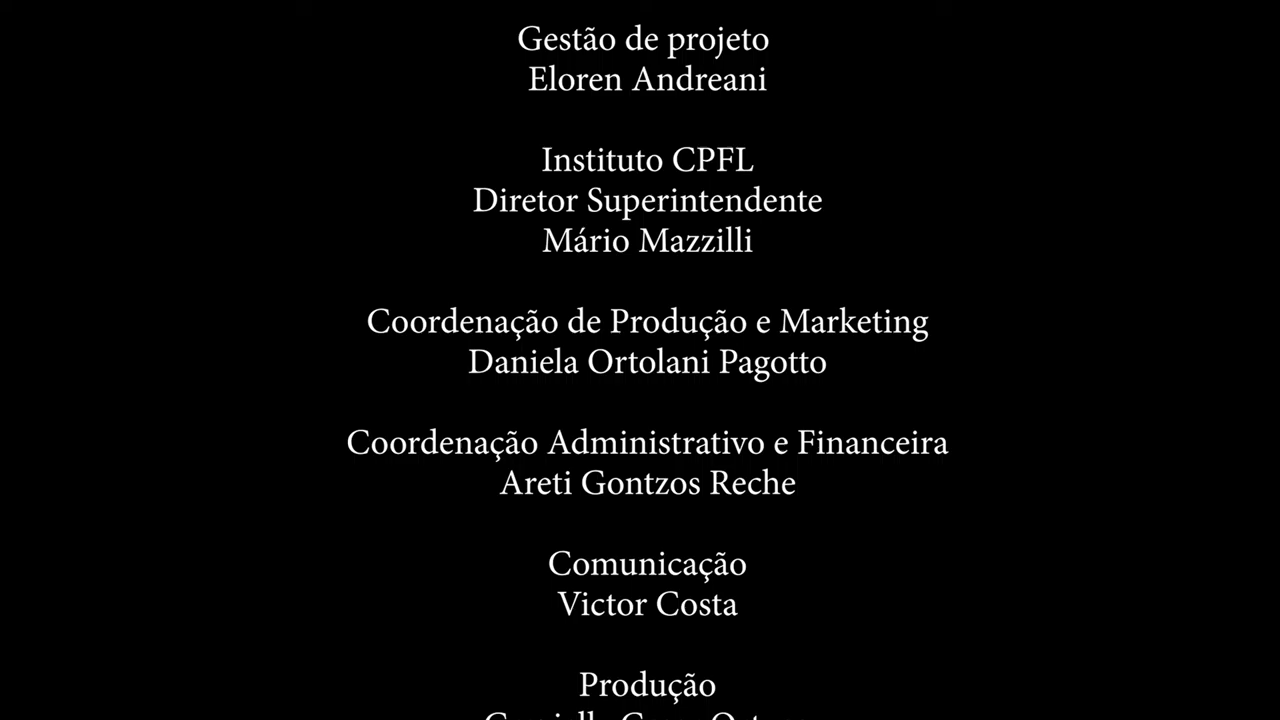 Gestão de projeto
Eloren Andreani
Instituto CPFL
Diretor Superintendente
Mário Mazzilli
Coordenação de Produção e Marketing
Daniela Ortolani Pagotto
Coordenação Administrativo e Financeira
Areti Gontzos Reche
Comunicação
Victor Costa
Produção